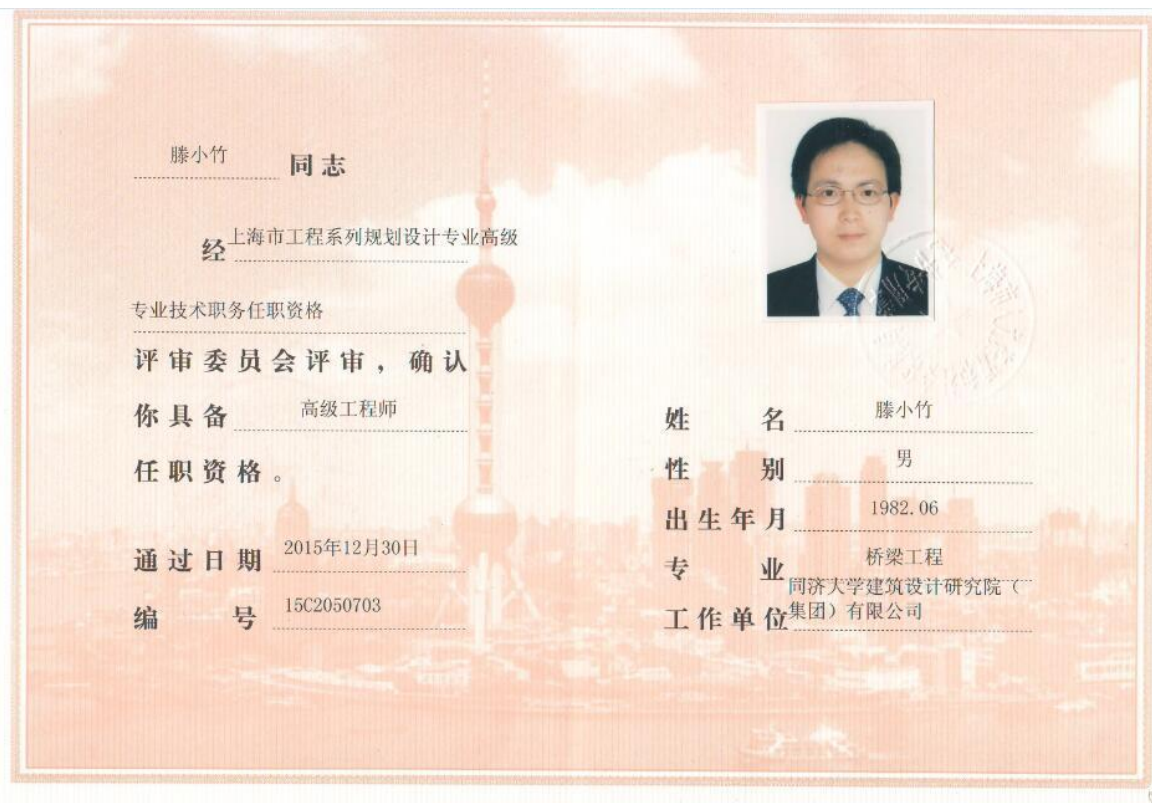 滕小竹 同志
经 上海市工程系列规划设计专业高级
专业技术职务任职资格
评审委员会评审，确认
你具备 高级工程师
任职资格。
通过日期 2015年12月30日
编号 15C2050703
姓名 滕小竹
性别 男
出生年月 1982.06
专业 桥梁工程
工作单位 同济大学建筑设计研究院（
集团）有限公司